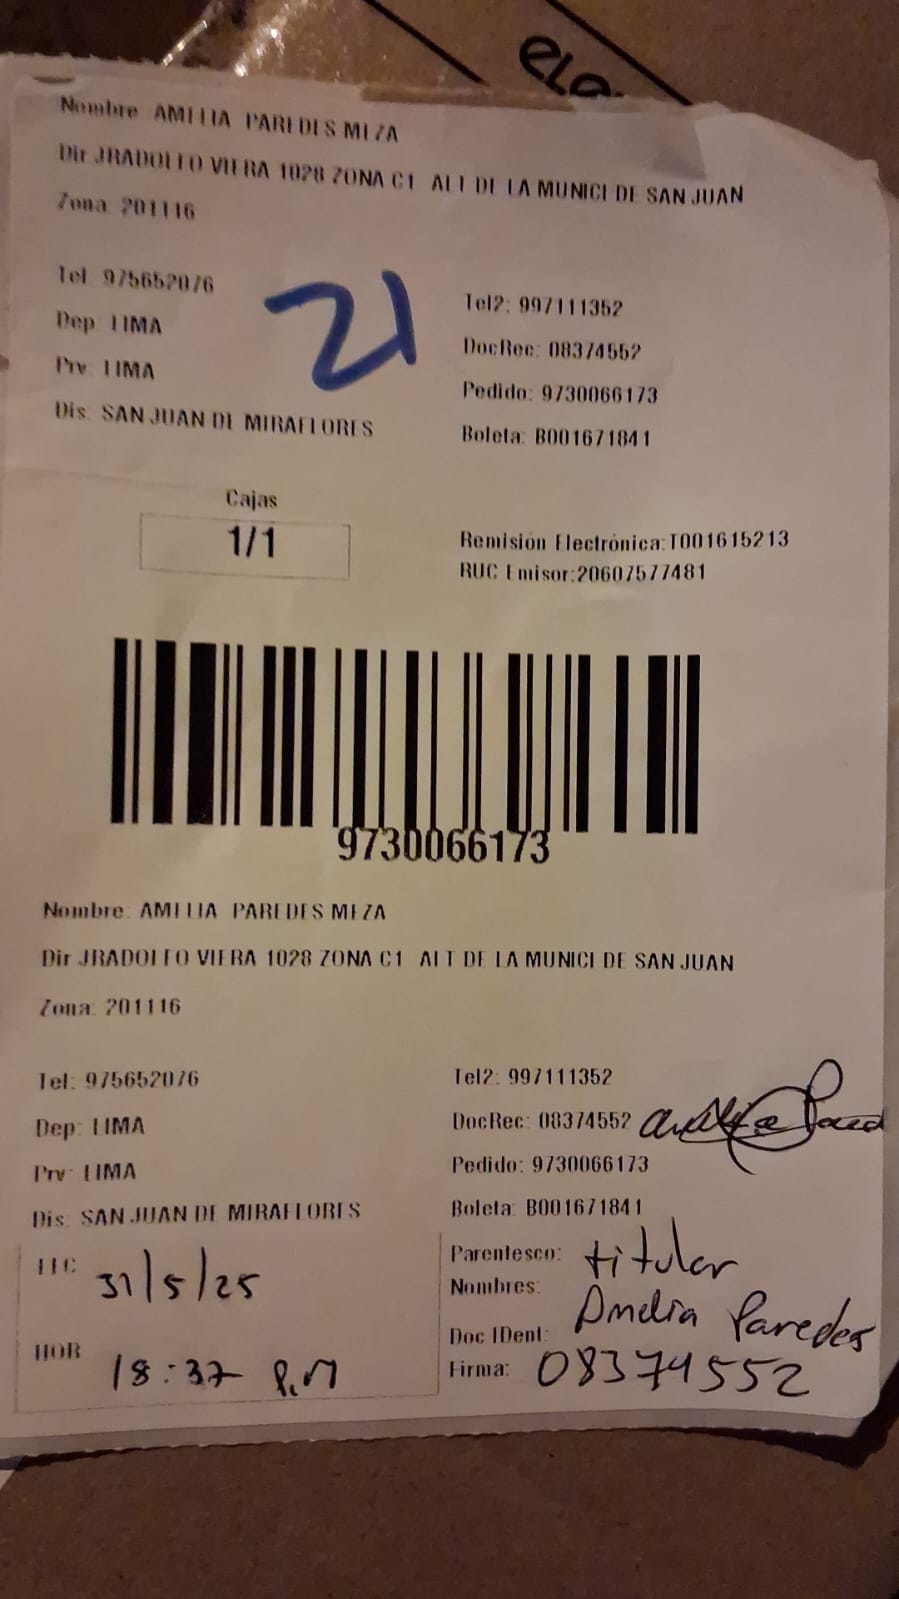 elo
Nombre: AMELIA PAREDES MEZA
Dir JRADOLFO VIERA 1028 ZONA C1 ALT DE LA MUNICI DE SAN JUAN
Zona: 201116
21
Tel: 975652076
Tel2: 997111352
Dep: LIMA
DocRec: 08374552
Prv: LIMA
Pedido: 9730066173
Dis: SAN JUAN DE MIRAFLORES
Boleta: B001671841
Cajas
1/1
Remisión Electrónica:T001615213
RUC Emisor:20607577481
9730066173
Nombre: AMELIA PAREDES MEZA
Dir JRADOLFO VIERA 1028 ZONA C1 ALT DE LA MUNICI DE SAN JUAN
Zona: 201116
Tel: 975652076
Tel2: 997111352
Dep: LIMA
DocRec: 08374552
Prv: LIMA
Pedido: 9730066173
Dis: SAN JUAN DE MIRAFLORES
Boleta: B001671841
FEC 31/5/25
Parentesco: titular
Nombres: Amelia Paredes
HOR 18:37 P.M
Doc IDent:
Firma: 08374552